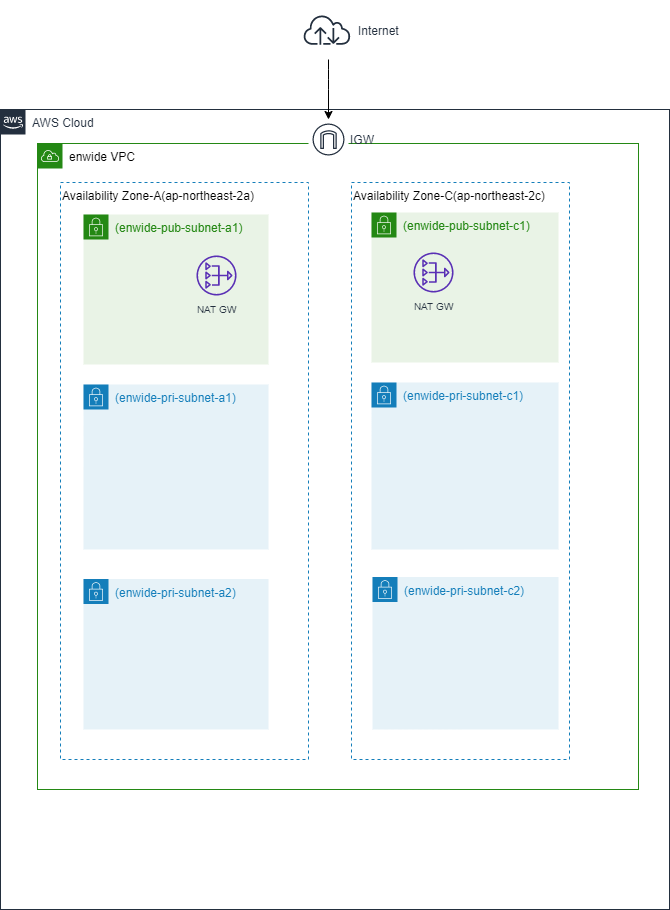 Internet
aws
AWS Cloud
IGW
enwide VPC
Availability Zone-A(ap-northeast-2a)
Availability Zone-C(ap-northeast-2c)
(enwide-pub-subnet-a1)
(enwide-pub-subnet-c1)
NAT GW
NAT GW
(enwide-pri-subnet-a1)
(enwide-pri-subnet-c1)
(enwide-pri-subnet-a2)
(enwide-pri-subnet-c2)